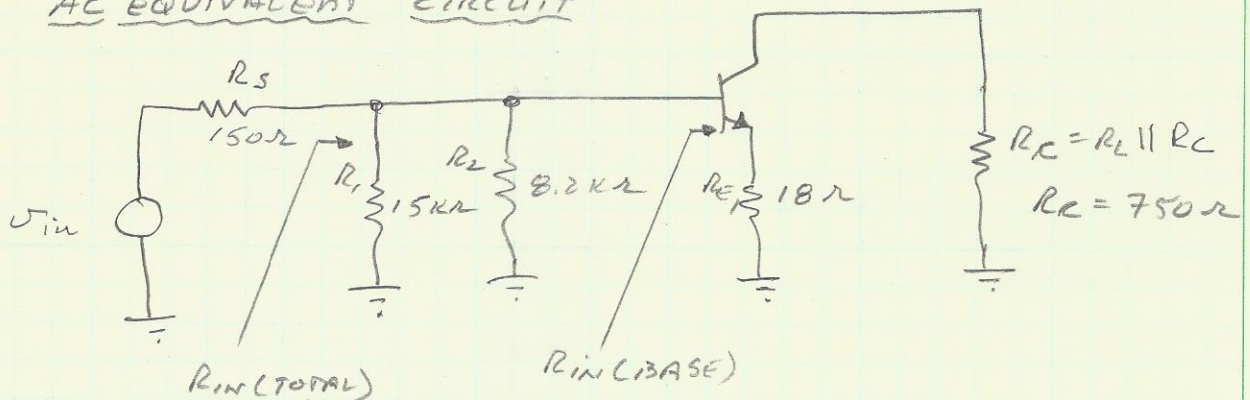 AC EQUIVALENT CIRCUIT
RS
150Ω
R1
15KΩ
R2
8.2KΩ
RE1
18Ω
Rc = RL || RC
Rc = 750Ω
vin
RIN(TOTAL)
RIN(BASE)